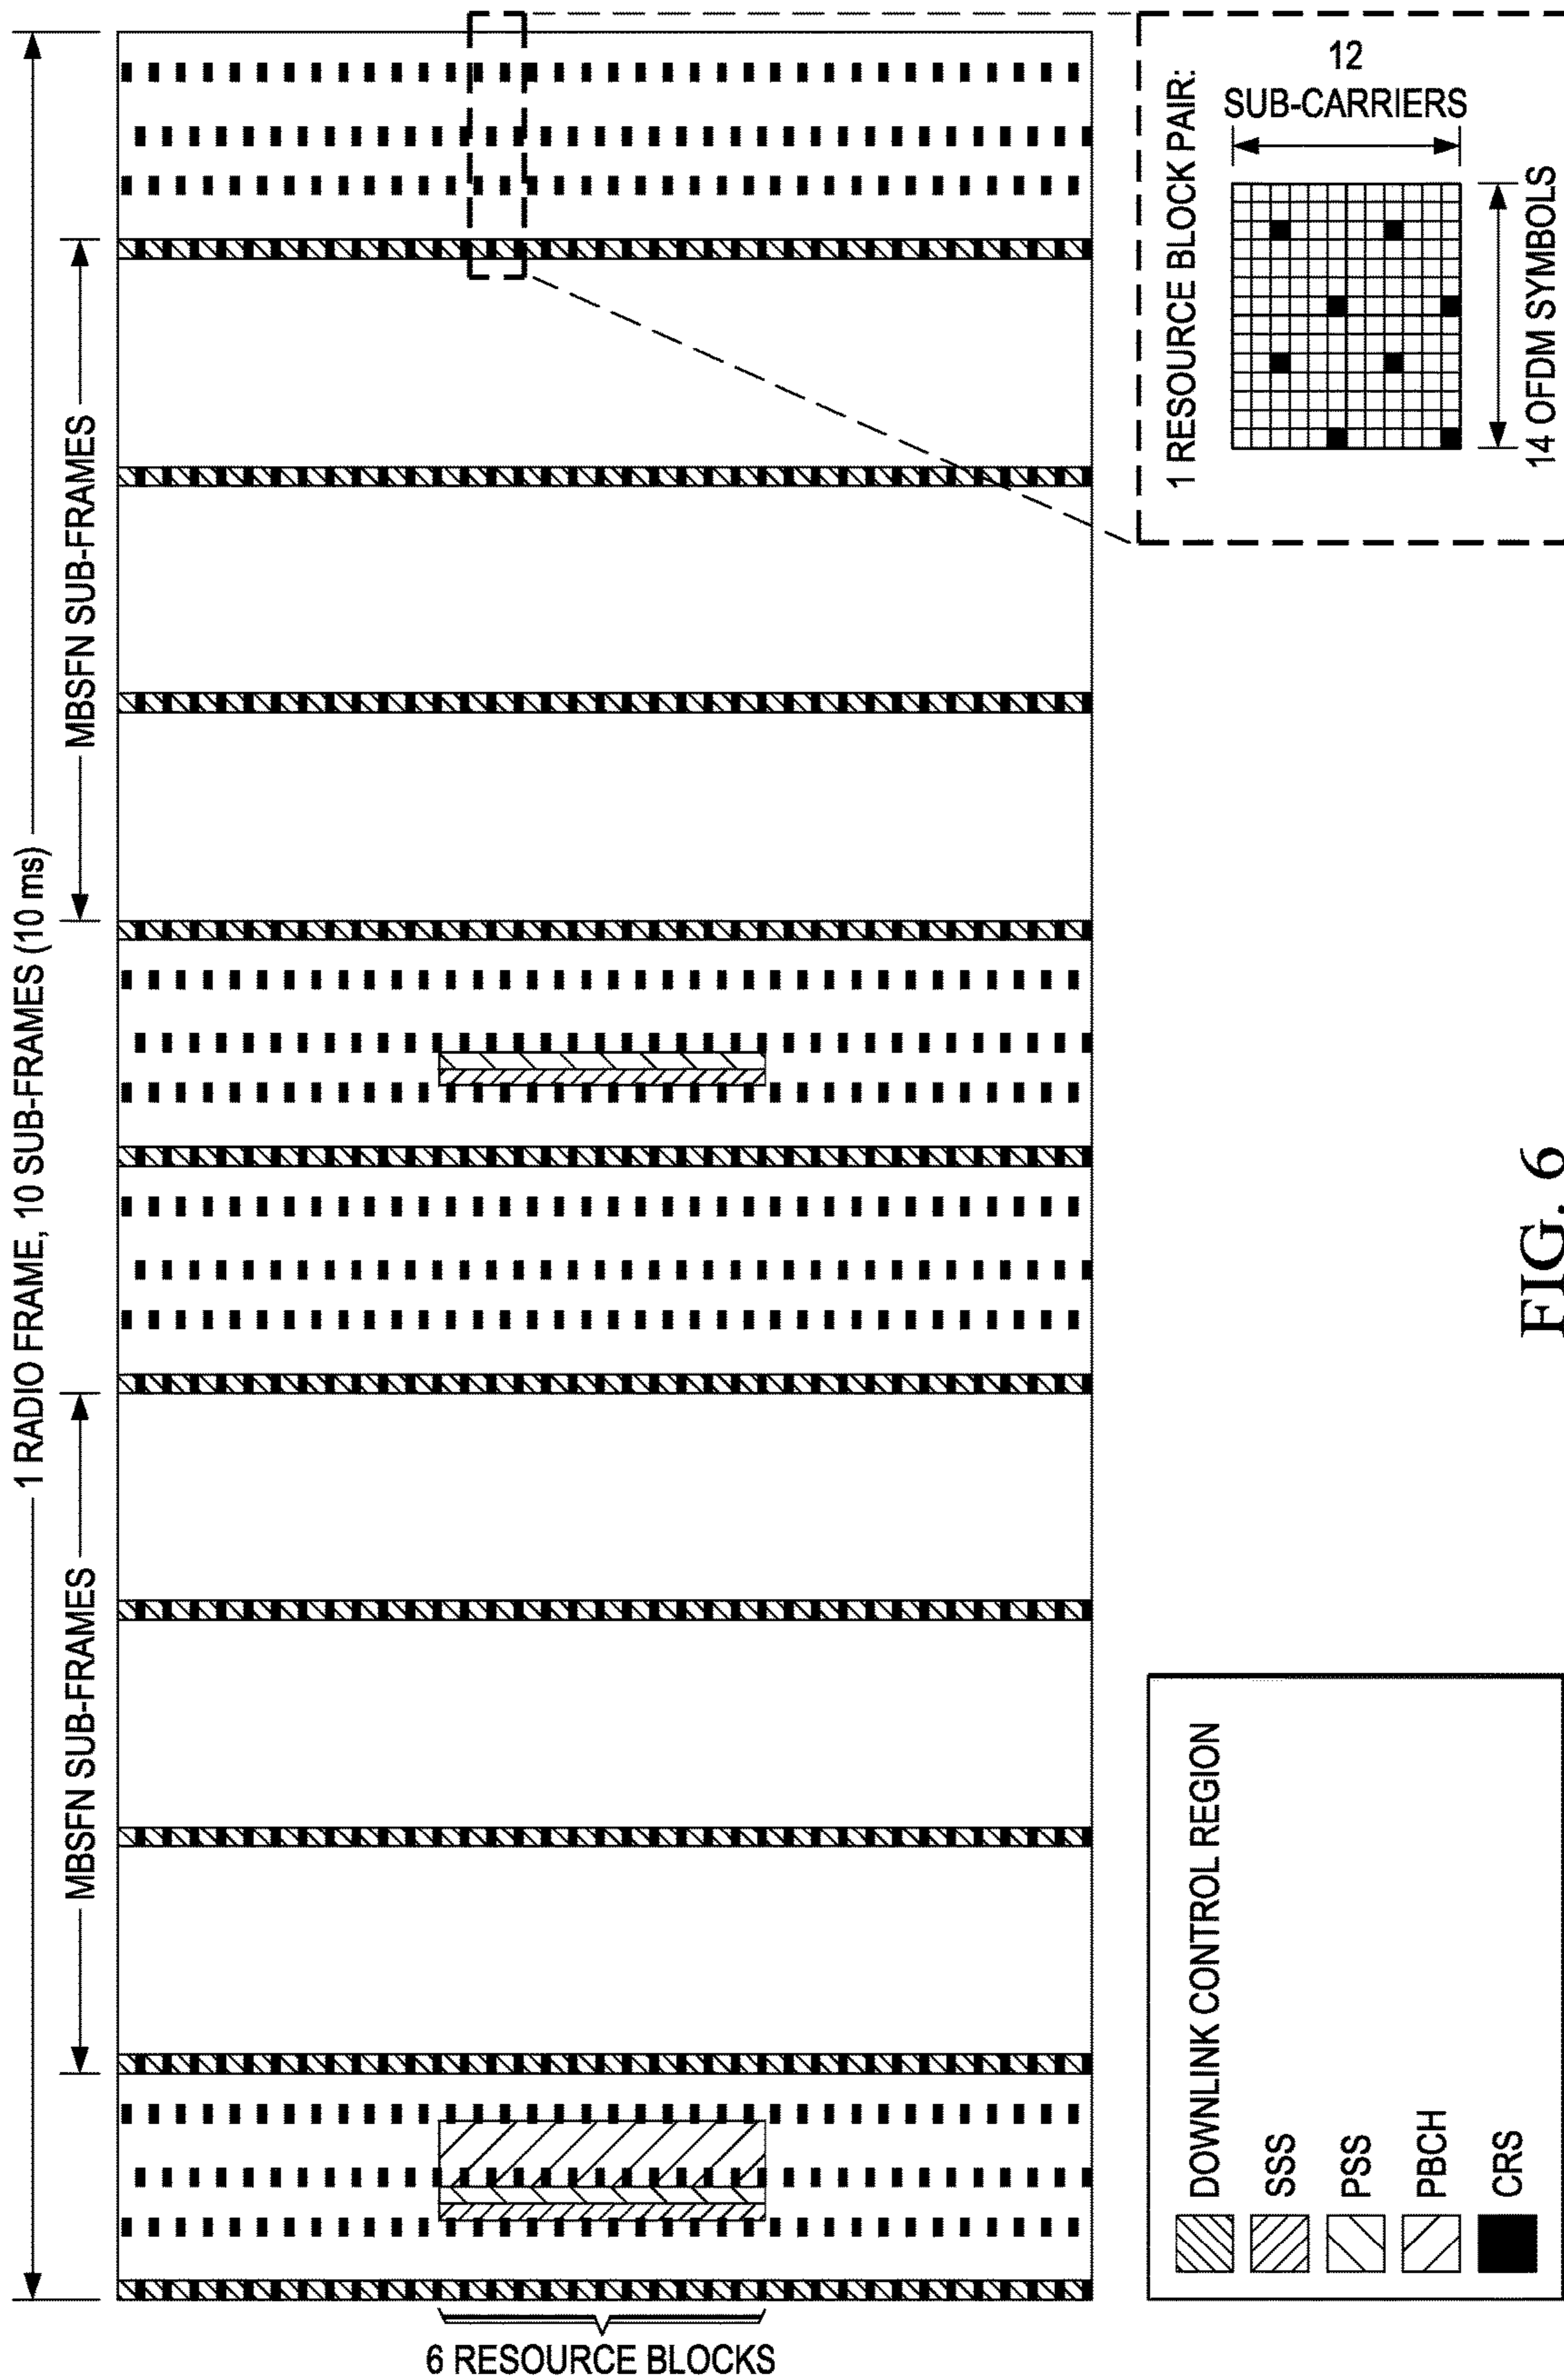 1 RADIO FRAME, 10 SUB-FRAMES (10 ms)
MBSFN SUB-FRAMES
MBSFN SUB-FRAMES
6 RESOURCE BLOCKS
DOWNLINK CONTROL REGION
SSS
PSS
PBCH
CRS
1 RESOURCE BLOCK PAIR:
12
SUB-CARRIERS
14 OFDM SYMBOLS
FIG. 6